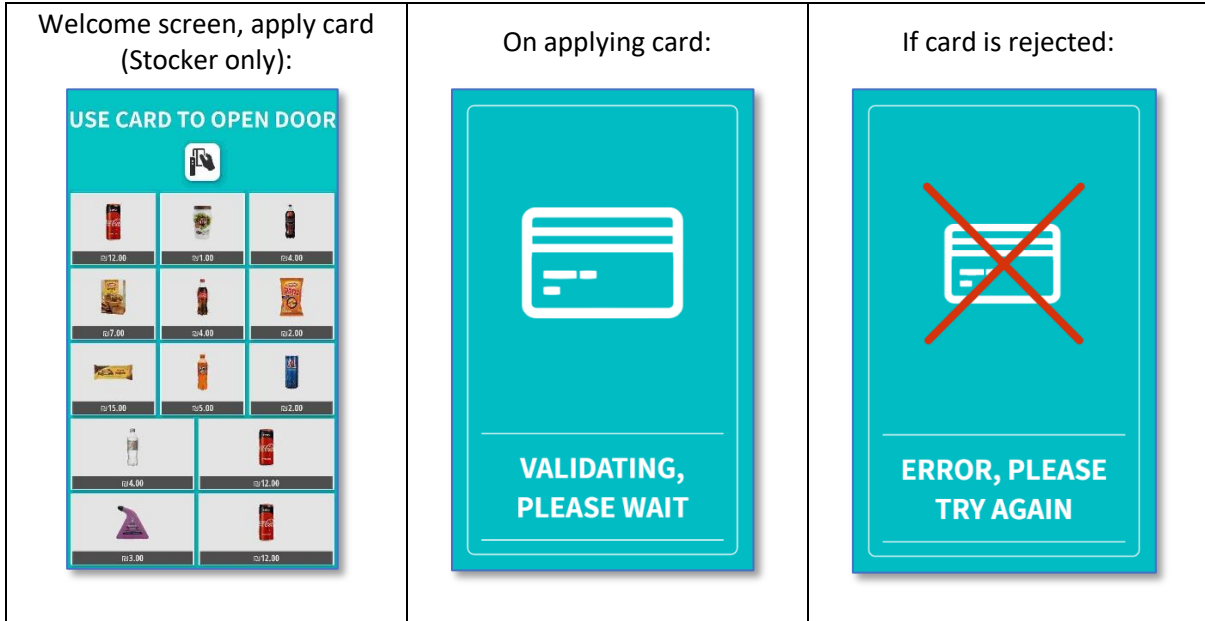 Welcome screen, apply card
(Stocker only):
USE CARD TO OPEN DOOR
₪12.00 ₪1.00 ₪4.00
₪7.00 ₪4.00 ₪2.00
₪15.00 ₪5.00 ₪2.00
₪4.00 ₪12.00
₪3.00 ₪12.00
On applying card:
VALIDATING,
PLEASE WAIT
If card is rejected:
ERROR, PLEASE
TRY AGAIN